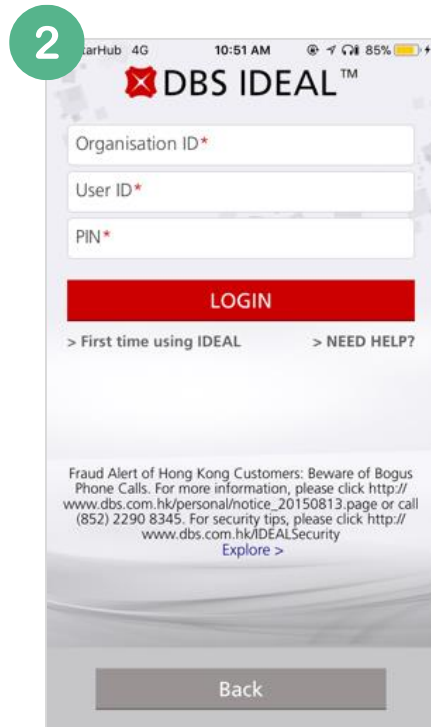 2
arHub 4G 10:51 AM 85%
DBS IDEAL™
Organisation ID*
User ID*
PIN*
LOGIN
> First time using IDEAL > NEED HELP?
Fraud Alert of Hong Kong Customers: Beware of Bogus
Phone Calls. For more information, please click http://
www.dbs.com.hk/personal/notice_20150813.page or call
(852) 2290 8345. For security tips, please click http://
www.dbs.com.hk/IDEALSecurity
Explore >
Back